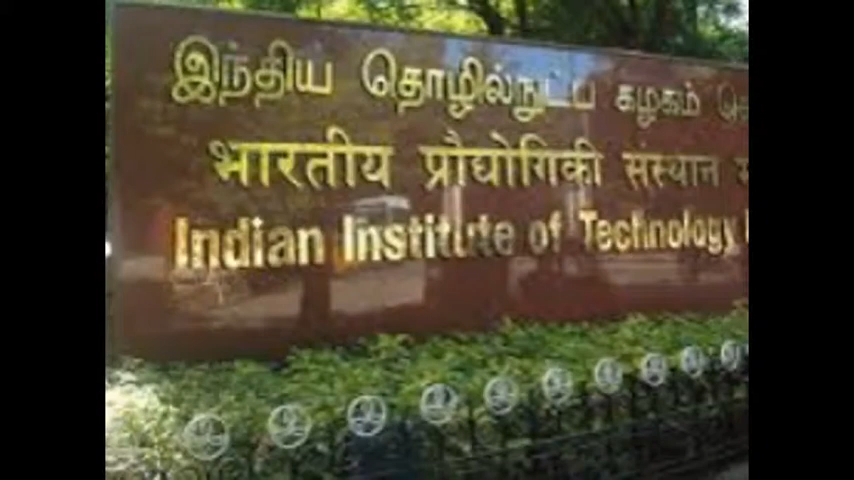 இந்திய தொழில்நுட்ப கழகம்
भारतीय प्रौद्योगिकी संस्थान
Indian Institute of Technology